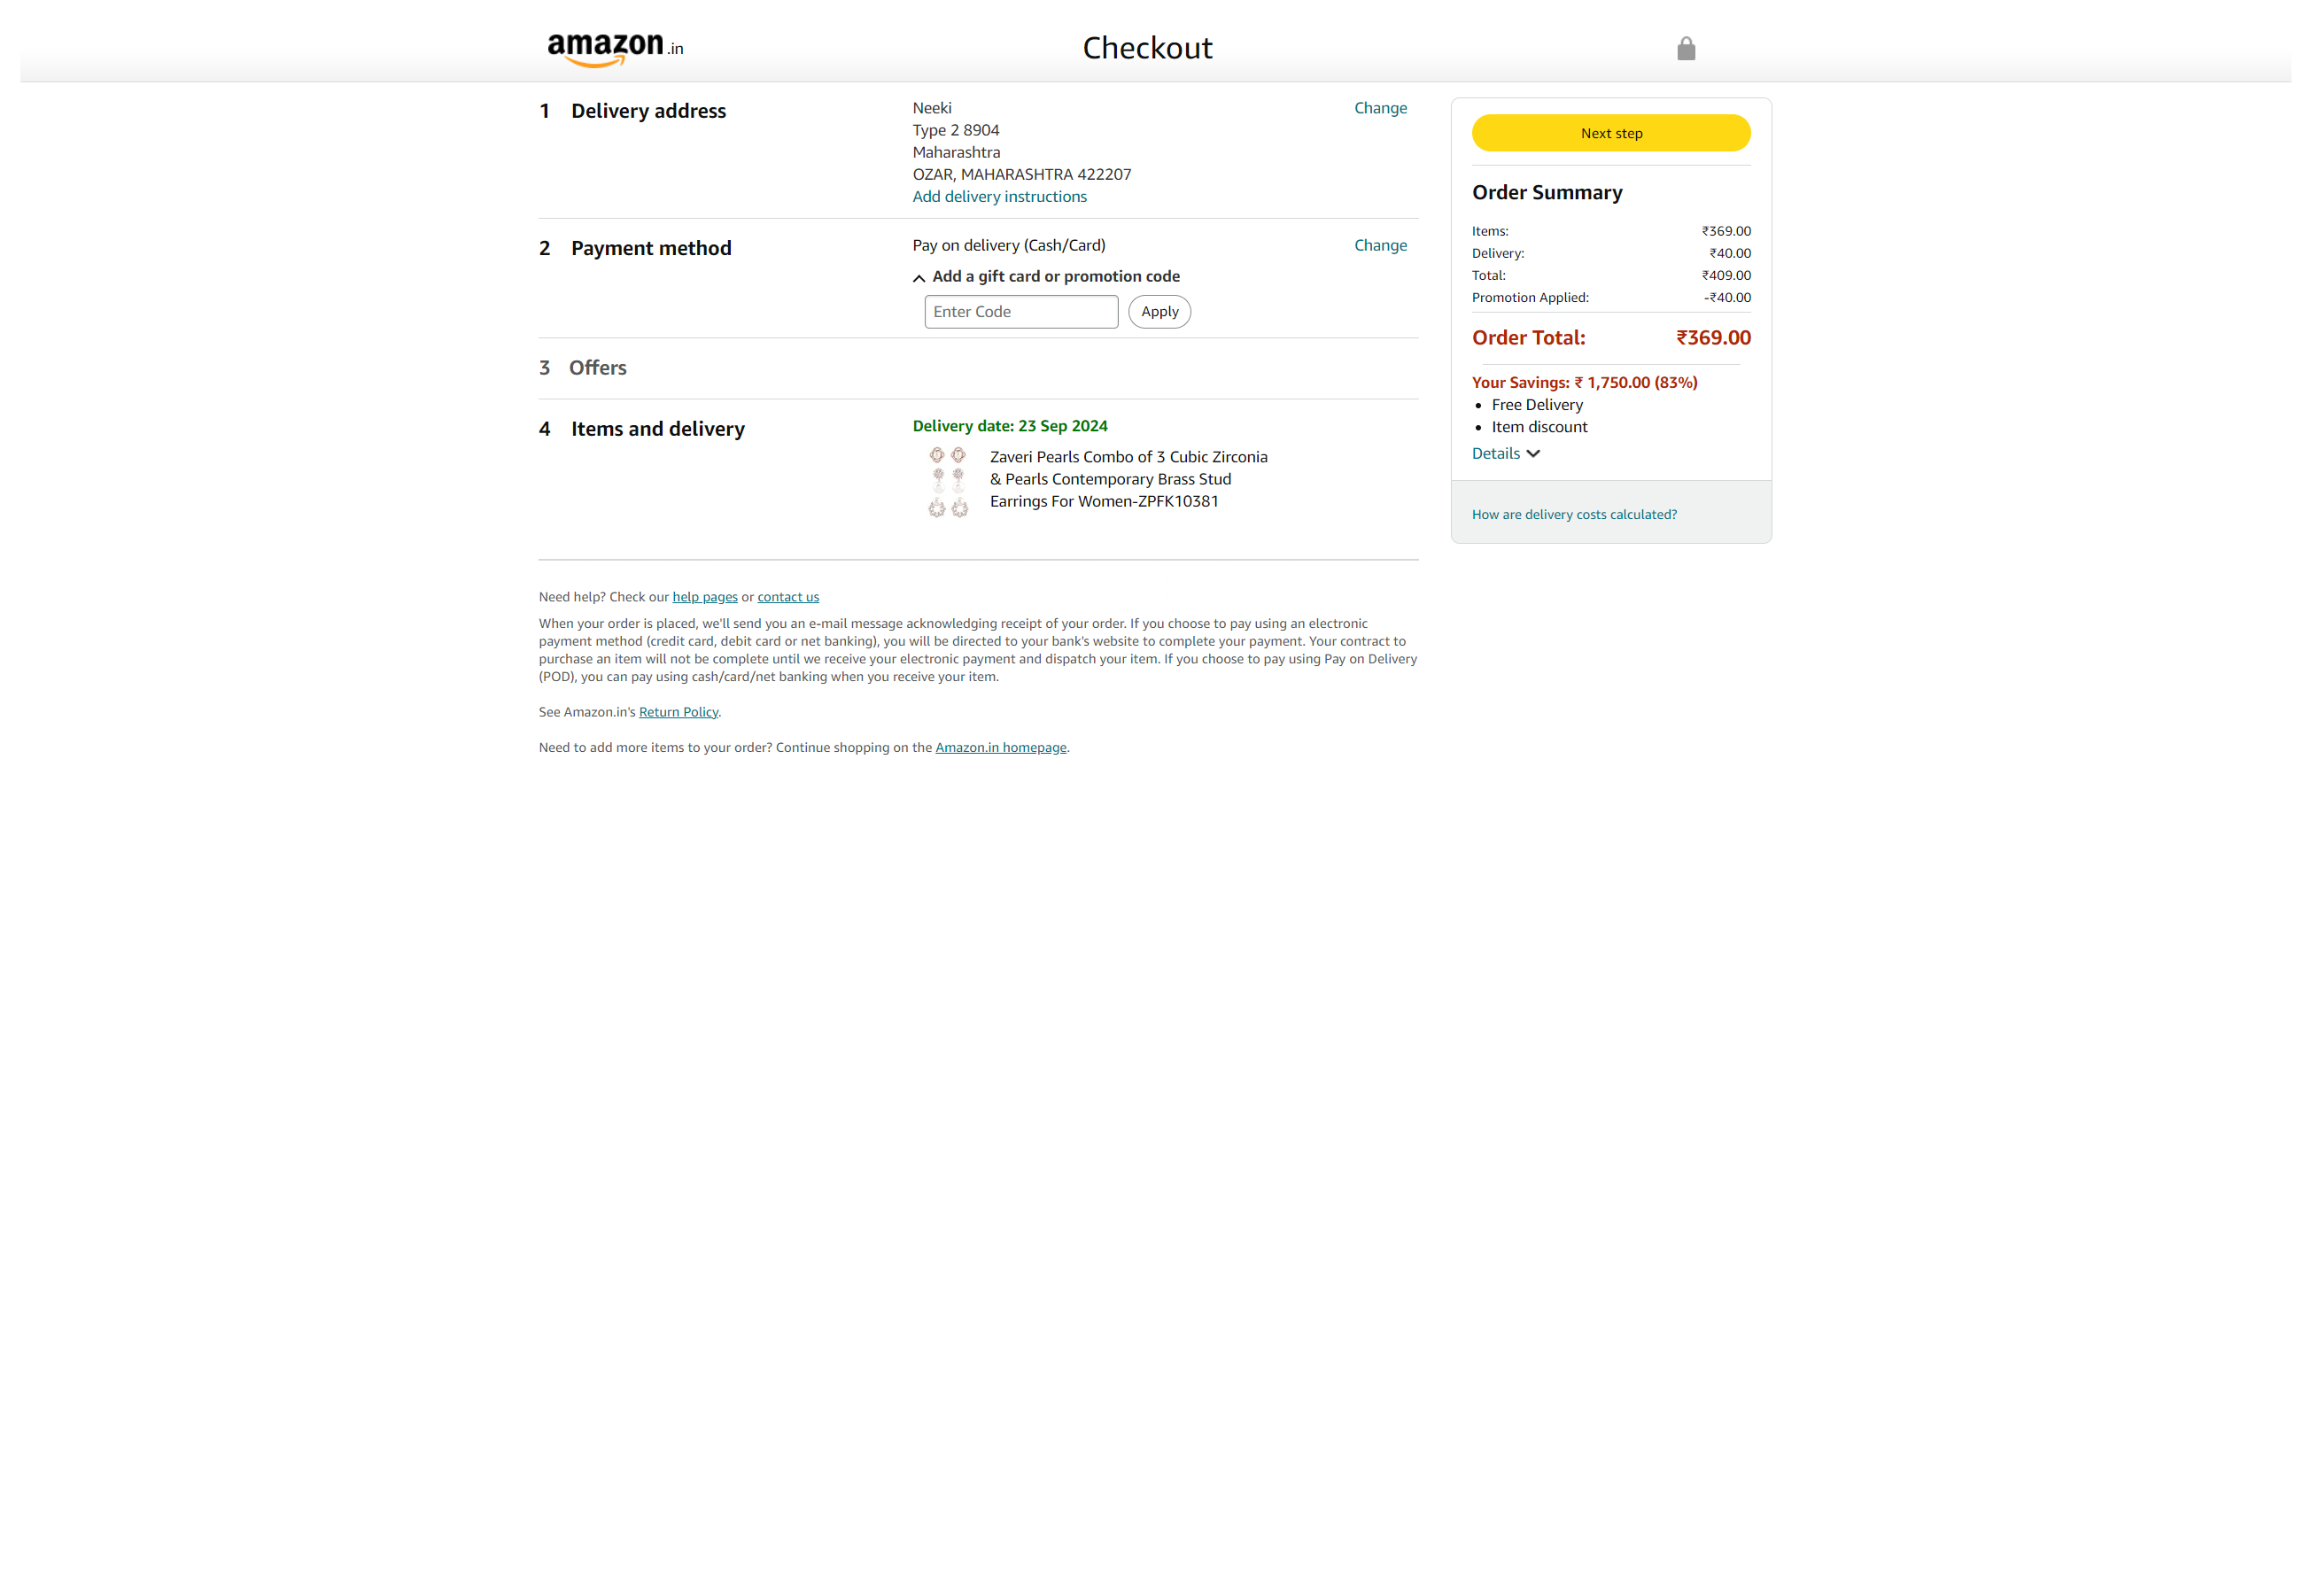 amazon.in
Checkout
1 Delivery address
Neeki
Type 2 8904
Maharashtra
OZAR, MAHARASHTRA 422207
Add delivery instructions
Change
2 Payment method
Pay on delivery (Cash/Card)
Change
Add a gift card or promotion code
Enter Code
Apply
3 Offers
4 Items and delivery
Delivery date: 23 Sep 2024
Zaveri Pearls Combo of 3 Cubic Zirconia
& Pearls Contemporary Brass Stud
Earrings For Women-ZPFK10381
Next step
Order Summary
Items: ₹369.00
Delivery: ₹40.00
Total: ₹409.00
Promotion Applied: -₹40.00
Order Total: ₹369.00
Your Savings: ₹ 1,750.00 (83%)
• Free Delivery
• Item discount
Details
How are delivery costs calculated?
Need help? Check our help pages or contact us
When your order is placed, we'll send you an e-mail message acknowledging receipt of your order. If you choose to pay using an electronic
payment method (credit card, debit card or net banking), you will be directed to your bank's website to complete your payment. Your contract to
purchase an item will not be complete until we receive your electronic payment and dispatch your item. If you choose to pay using Pay on Delivery
(POD), you can pay using cash/card/net banking when you receive your item.
See Amazon.in's Return Policy.
Need to add more items to your order? Continue shopping on the Amazon.in homepage.